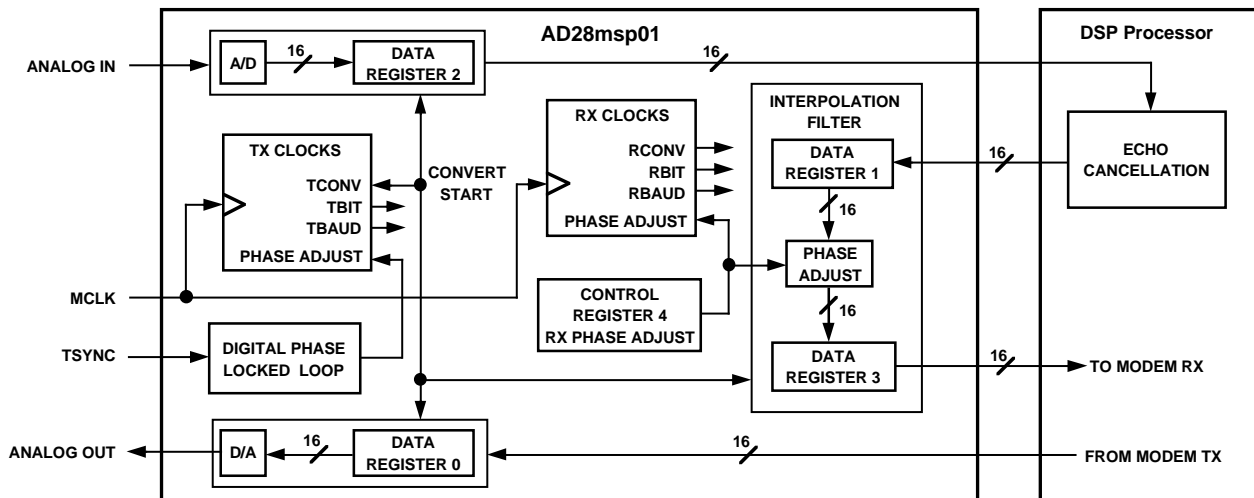 AD28msp01
DSP Processor
ANALOG IN
A/D
16
DATA
REGISTER 2
16
TX CLOCKS
TCONV
TBIT
TBAUD
PHASE ADJUST
CONVERT
START
RX CLOCKS
RCONV
RBIT
RBAUD
PHASE ADJUST
INTERPOLATION
FILTER
DATA
REGISTER 1
16
PHASE
ADJUST
16
DATA
REGISTER 3
16
ECHO
CANCELLATION
MCLK
CONTROL
REGISTER 4
RX PHASE ADJUST
TSYNC
DIGITAL PHASE
LOCKED LOOP
16
TO MODEM RX
ANALOG OUT
D/A
16
DATA
REGISTER 0
16
FROM MODEM TX